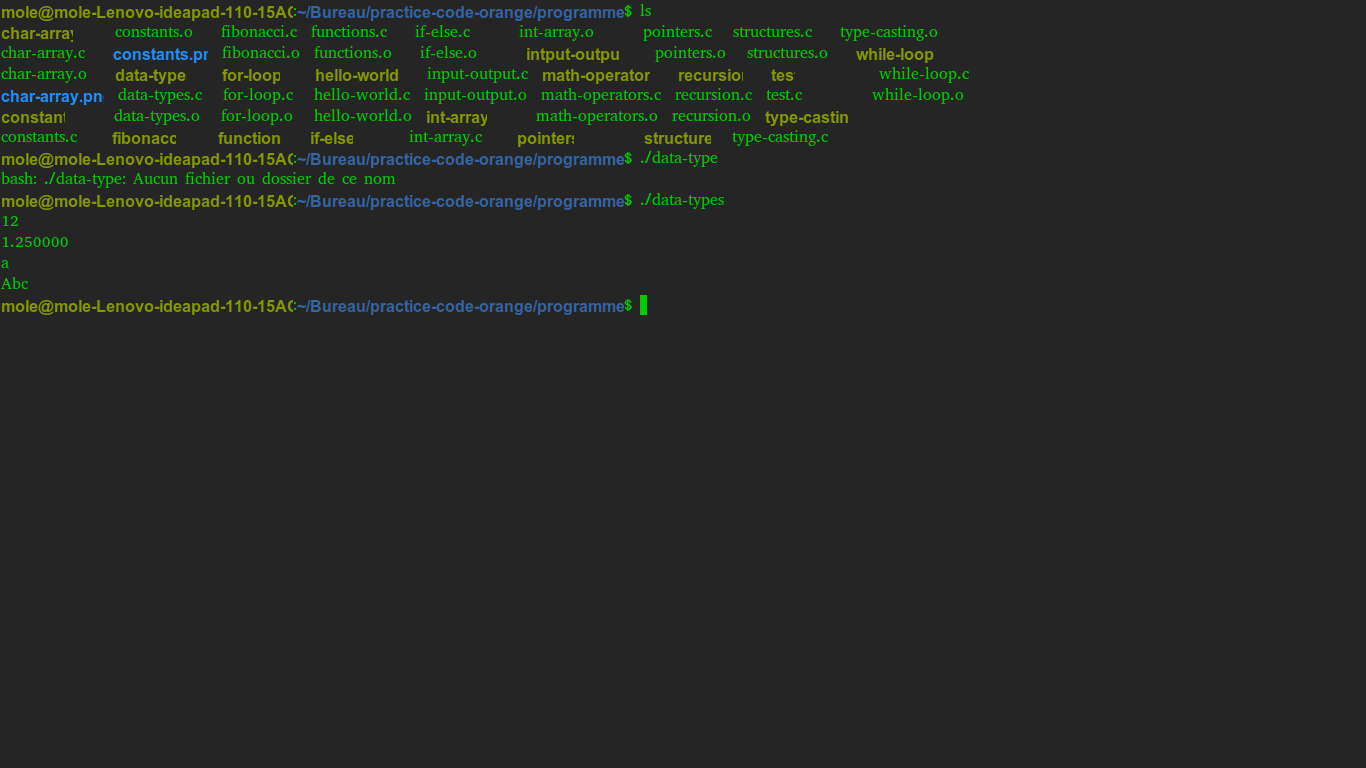 mole@mole-Lenovo-ideapad-110-15AC:~/Bureau/practice-code-orange/programme$ ls
char-array constants.o fibonacci.c functions.c if-else.c int-array.o pointers.c structures.c type-casting.o
char-array.c constants.pn fibonacci.o functions.o if-else.o intput-outpu pointers.o structures.o while-loop
char-array.o data-type for-loop hello-world input-output.c math-operator recursion tes while-loop.c
char-array.pn data-types.c for-loop.c hello-world.c input-output.o math-operators.c recursion.c test.c while-loop.o
constant data-types.o for-loop.o hello-world.o int-array math-operators.o recursion.o type-castin
constants.c fibonacc function if-else int-array.c pointers structure type-casting.c
mole@mole-Lenovo-ideapad-110-15AC:~/Bureau/practice-code-orange/programme$ ./data-type
bash: ./data-type: Aucun fichier ou dossier de ce nom
mole@mole-Lenovo-ideapad-110-15AC:~/Bureau/practice-code-orange/programme$ ./data-types
12
1.250000
a
Abc
mole@mole-Lenovo-ideapad-110-15AC:~/Bureau/practice-code-orange/programme$